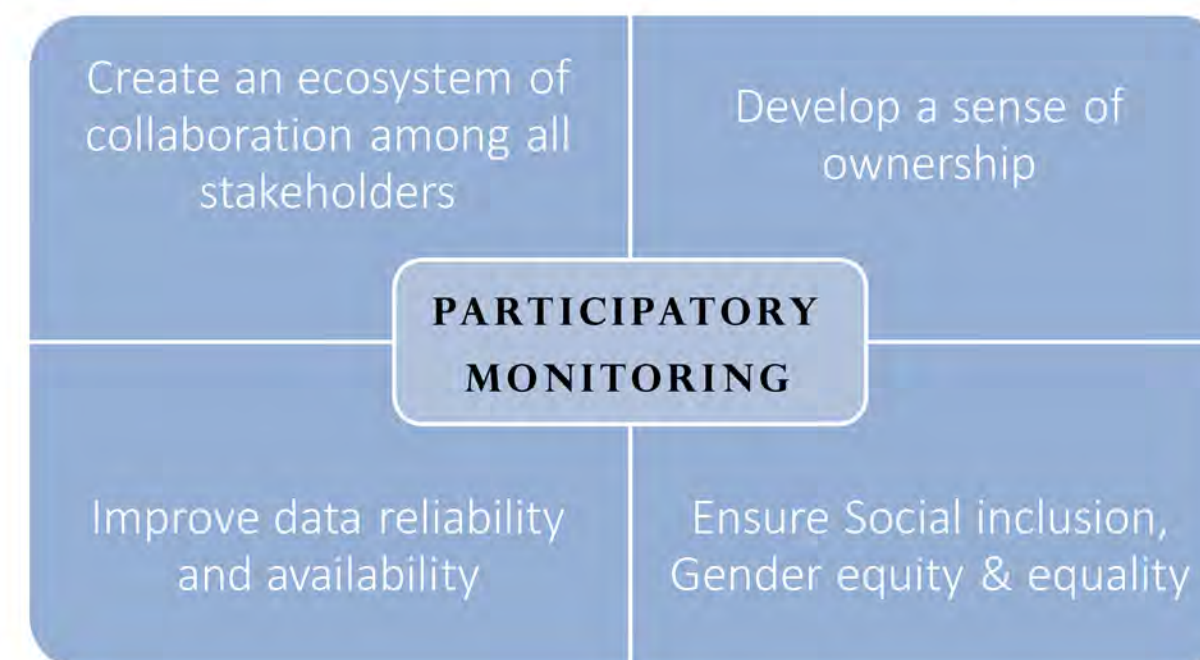 Create an ecosystem of
collaboration among all
stakeholders
Develop a sense of
ownership
PARTICIPATORY
MONITORING
Improve data reliability
and availability
Ensure Social inclusion,
Gender equity & equality